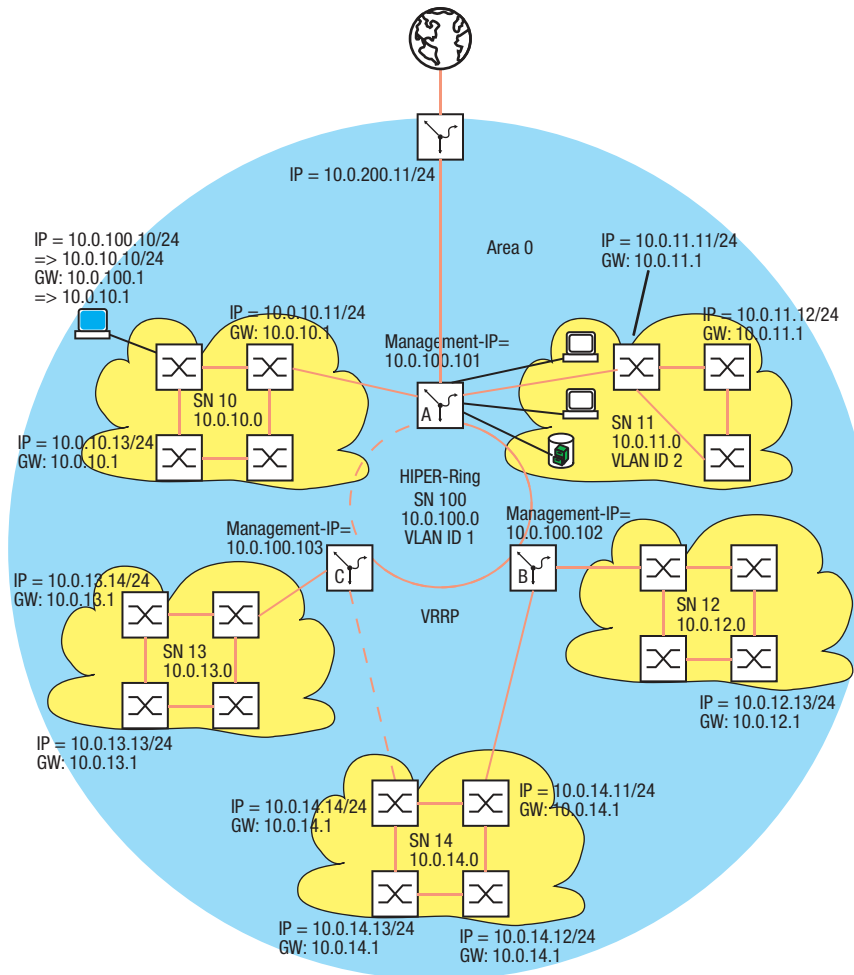 IP = 10.0.200.11/24
Area 0
IP = 10.0.100.10/24
=> 10.0.10.10/24
GW: 10.0.100.1
=> 10.0.10.1
IP = 10.0.11.11/24
GW: 10.0.11.1
IP = 10.0.10.11/24
GW: 10.0.10.1
IP = 10.0.11.12/24
GW: 10.0.11.1
Management-IP=
10.0.100.101
A
SN 10
10.0.10.0
SN 11
10.0.11.0
VLAN ID 2
IP = 10.0.10.13/24
GW: 10.0.10.1
HIPER-Ring
SN 100
10.0.100.0
VLAN ID 1
Management-IP=
10.0.100.103
Management-IP=
10.0.100.102
C
B
VRRP
IP = 10.0.13.14/24
GW: 10.0.13.1
SN 13
10.0.13.0
SN 12
10.0.12.0
IP = 10.0.13.13/24
GW: 10.0.13.1
IP = 10.0.12.13/24
GW: 10.0.12.1
IP = 10.0.14.14/24
GW: 10.0.14.1
IP = 10.0.14.11/24
GW: 10.0.14.1
SN 14
10.0.14.0
IP = 10.0.14.13/24
GW: 10.0.14.1
IP = 10.0.14.12/24
GW: 10.0.14.1